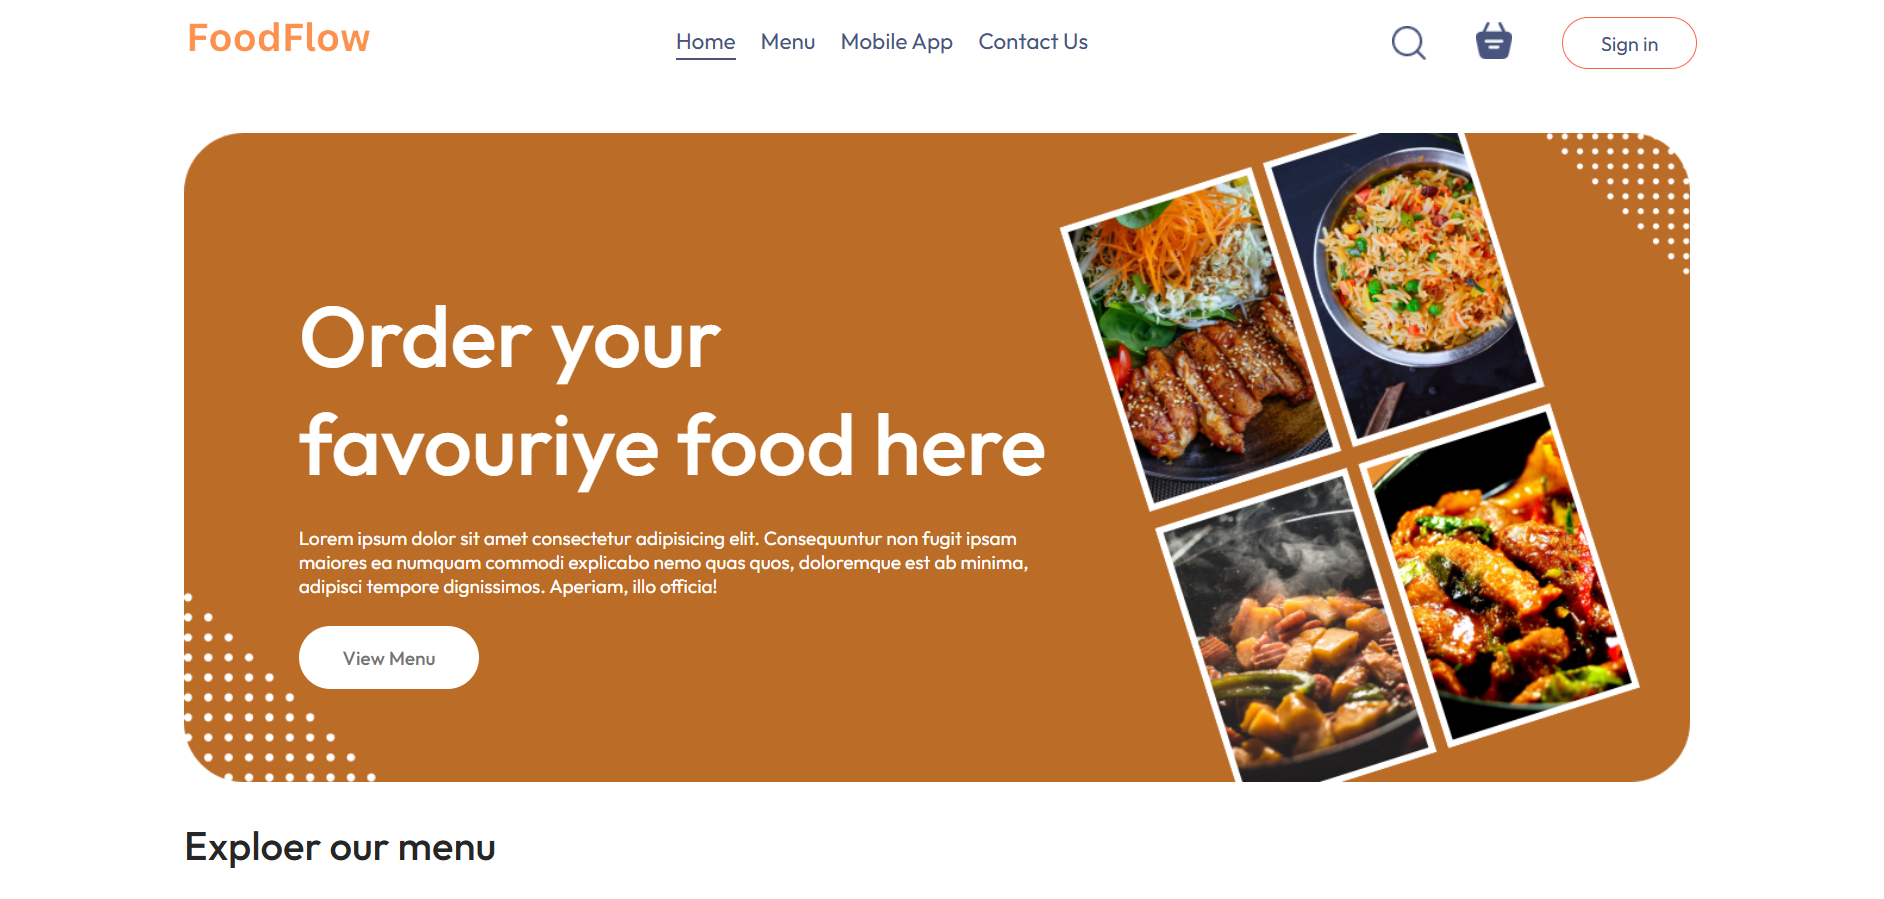 FoodFlow
Home Menu Mobile App Contact Us
Sign in
Order your
favouriye food here
Lorem ipsum dolor sit amet consectetur adipisicing elit. Consequuntur non fugit ipsam
maiores ea numquam commodi explicabo nemo quas quos, doloremque est ab minima,
adipisci tempore dignissimos. Aperiam, illo officia!
View Menu
Exploer our menu